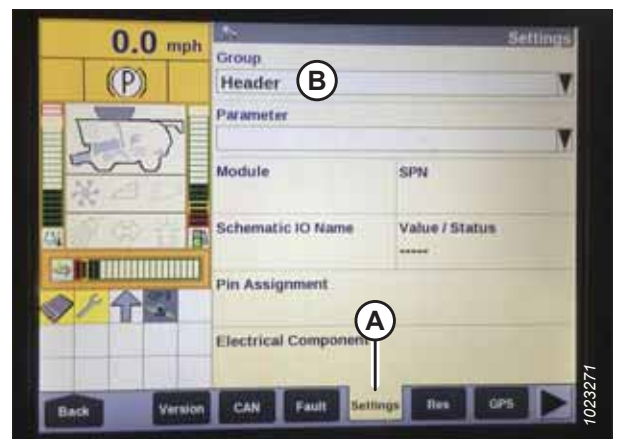 0.0 mph
(P)
Settings
Group
Header
B
Parameter
Module
SPN
Schematic IO Name
Value / Status
-----
Pin Assignment
A
Electrical Component
Back
Version
CAN
Fault
Settings
Res
GPS
1023271